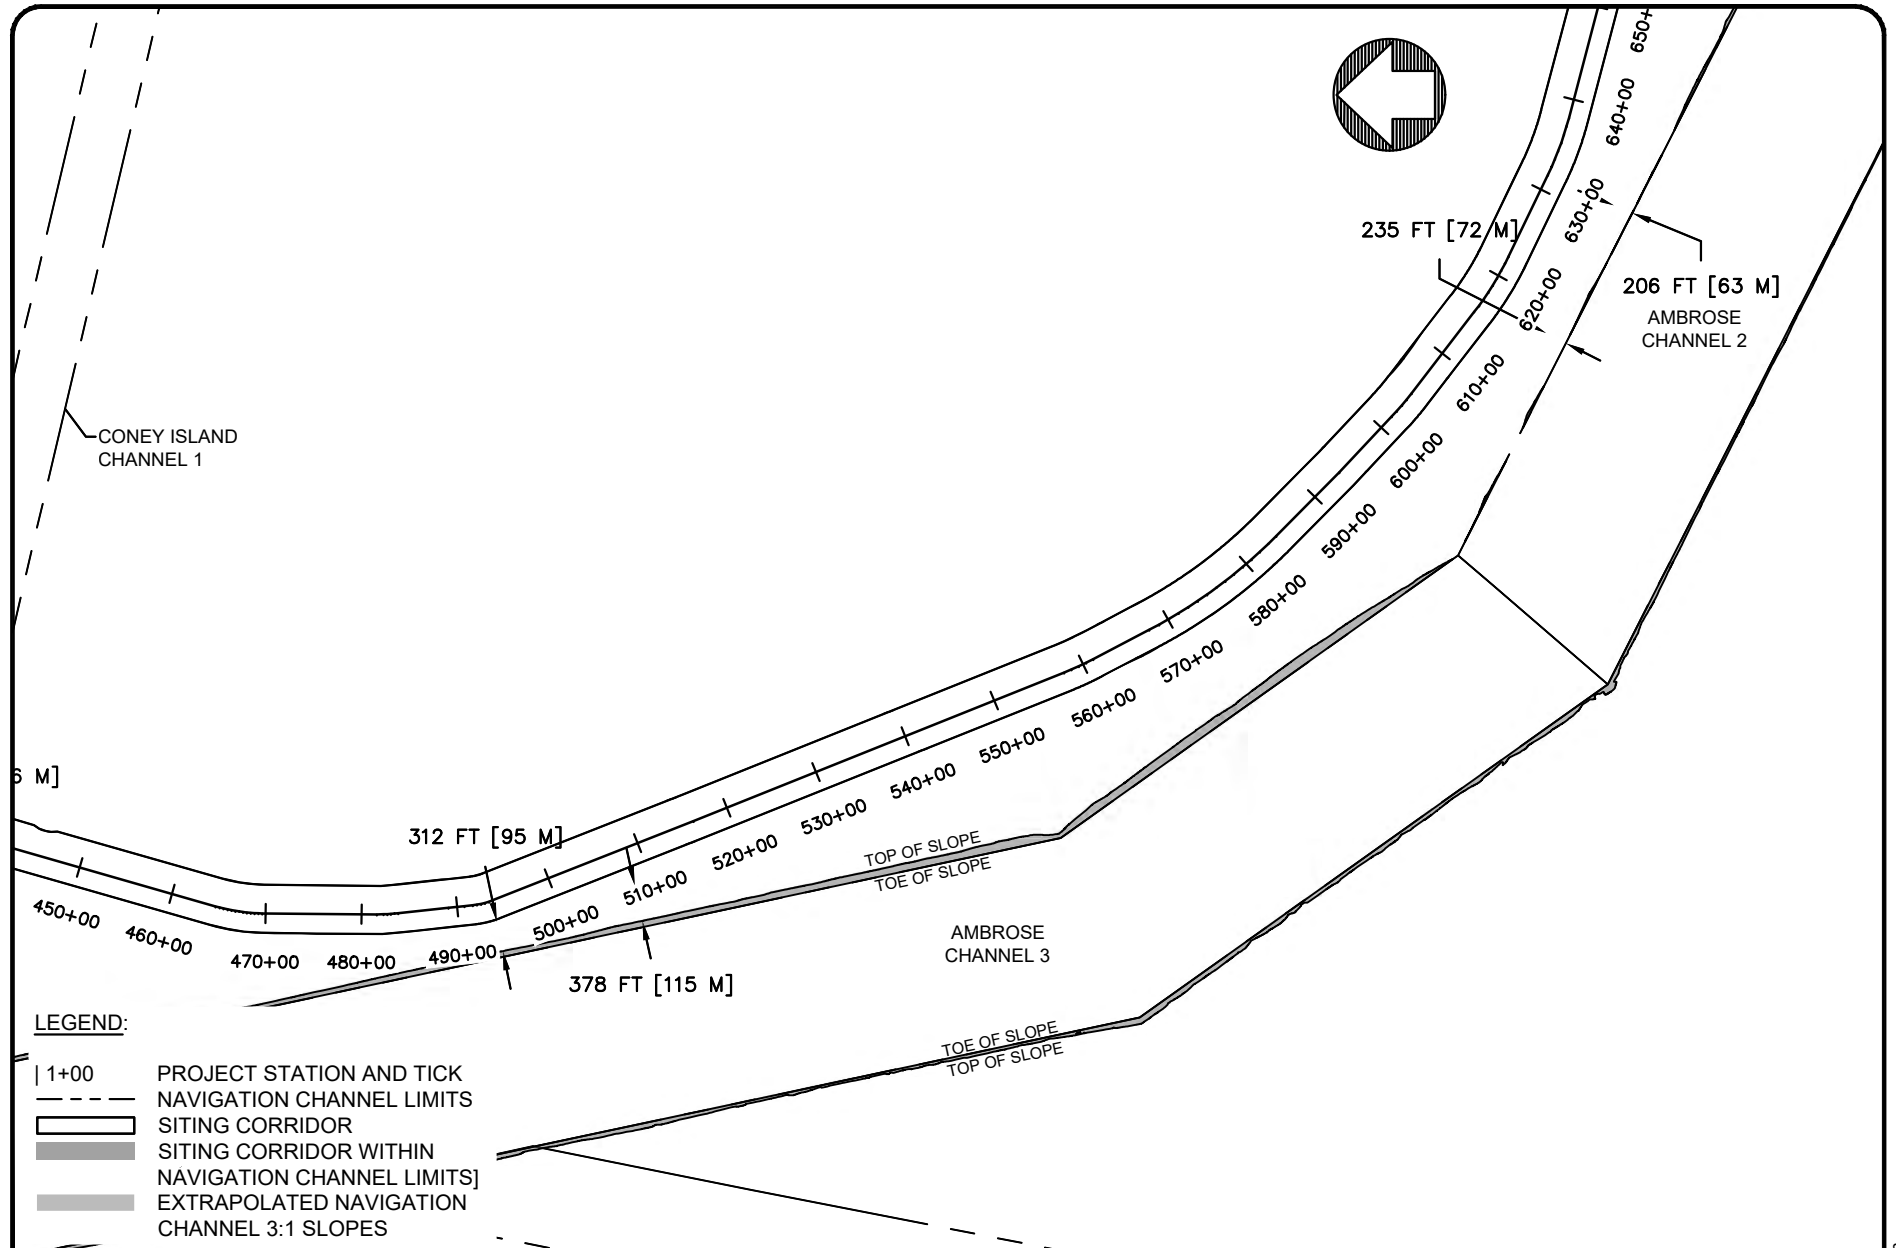 650+
640+00
630+00
235 FT [72 M]
206 FT [63 M]
620+00
AMBROSE
CHANNEL 2
610+00
CONEY ISLAND
CHANNEL 1
600+00
590+00
580+00
570+00
560+00
550+00
540+00
530+00
520+00
510+00
500+00
490+00
480+00
470+00
460+00
450+00
6 M]
312 FT [95 M]
TOP OF SLOPE
TOE OF SLOPE
AMBROSE
CHANNEL 3
378 FT [115 M]
TOE OF SLOPE
TOP OF SLOPE
LEGEND:
1+00 PROJECT STATION AND TICK
NAVIGATION CHANNEL LIMITS
SITING CORRIDOR
SITING CORRIDOR WITHIN
NAVIGATION CHANNEL LIMITS]
EXTRAPOLATED NAVIGATION
CHANNEL 3:1 SLOPES